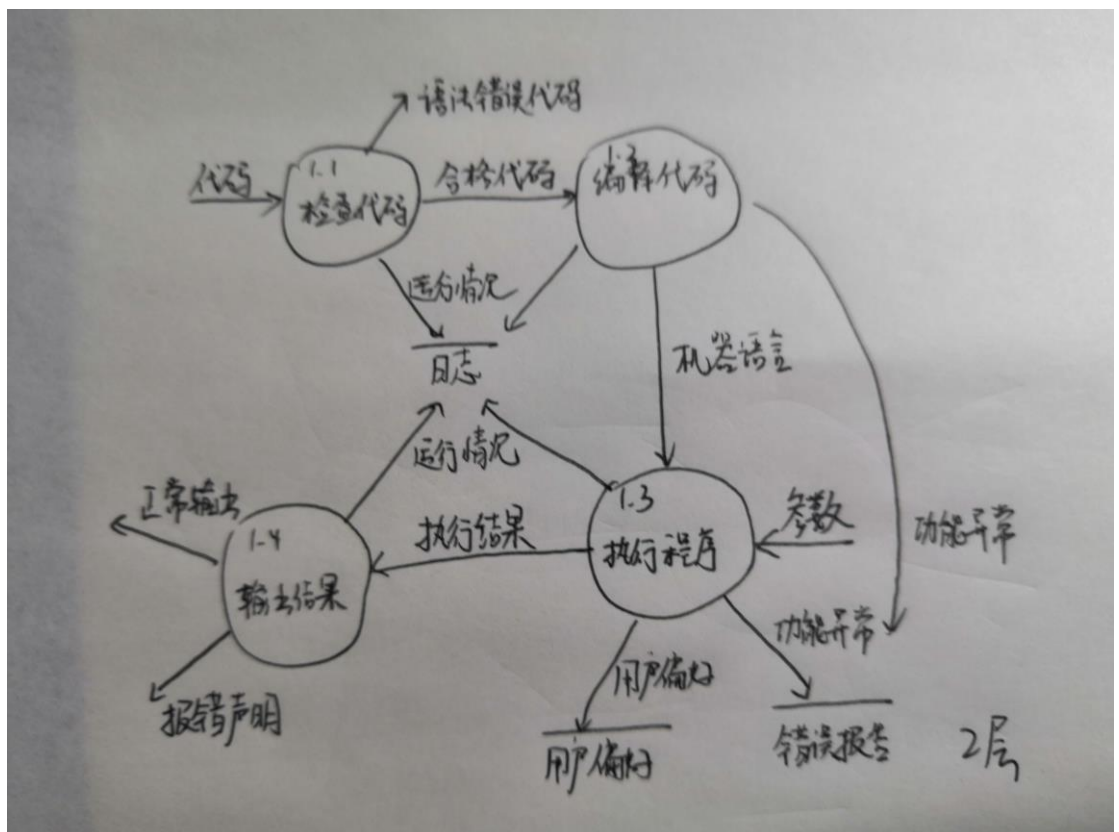 语法错误代码
代码
1.1
检查代码
合格代码
编译代码
运行情况
日志
机器语言
运行情况
正常输出
1.4
输出结果
执行结果
1.3
执行程序
参数
功能异常
功能异常
报错声明
用户偏好
用户偏好
错误报告
2层